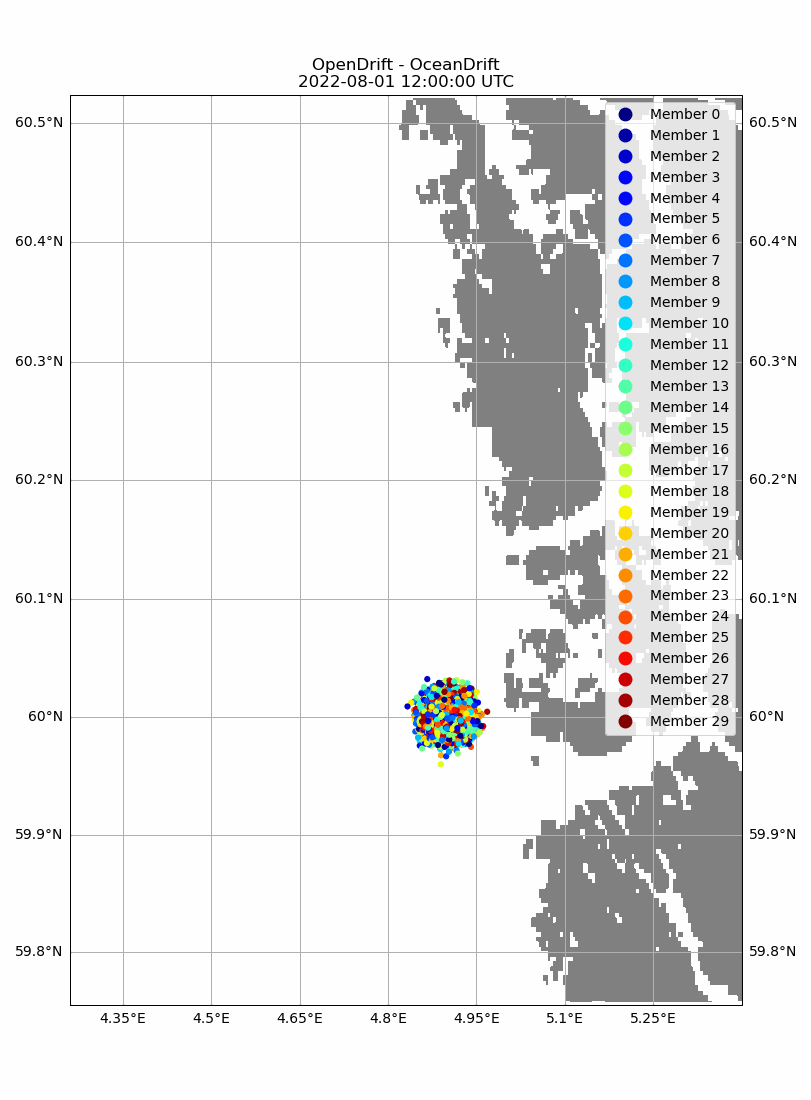 OpenDrift - OceanDrift
2022-08-01 12:00:00 UTC
60.5°N
60.4°N
60.3°N
60.2°N
60.1°N
60°N
59.9°N
59.8°N
Member 0
Member 1
Member 2
Member 3
Member 4
Member 5
Member 6
Member 7
Member 8
Member 9
Member 10
Member 11
Member 12
Member 13
Member 14
Member 15
Member 16
Member 17
Member 18
Member 19
Member 20
Member 21
Member 22
Member 23
Member 24
Member 25
Member 26
Member 27
Member 28
Member 29
60.5°N
60.4°N
60.3°N
60.2°N
60.1°N
60°N
59.9°N
59.8°N
4.35°E
4.5°E
4.65°E
4.8°E
4.95°E
5.1°E
5.25°E